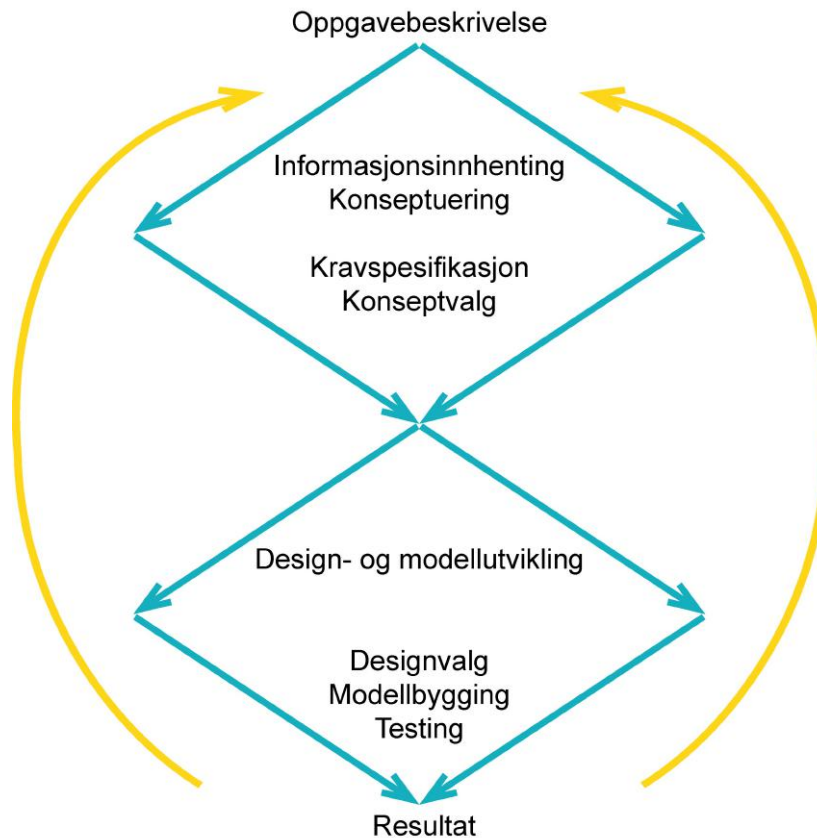 Oppgavebeskrivelse
Informasjonsinnhenting
Konseptuering
Kravspesifikasjon
Konseptvalg
Design- og modellutvikling
Designvalg
Modellbygging
Testing
Resultat